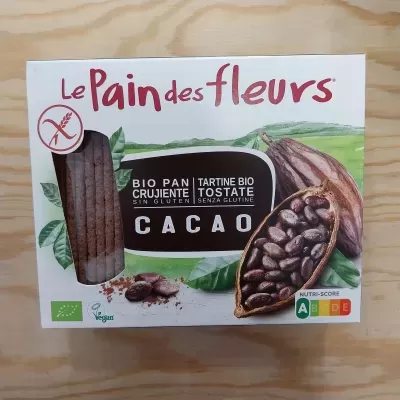 Le Pain des fleurs
BIO PAN
CRUJIENTE
SIN GLUTEN
TARTINE BIO
TOSTATE
SENZA GLUTINE
CACAO
Vegan
NUTRI-SCORE
A
D E